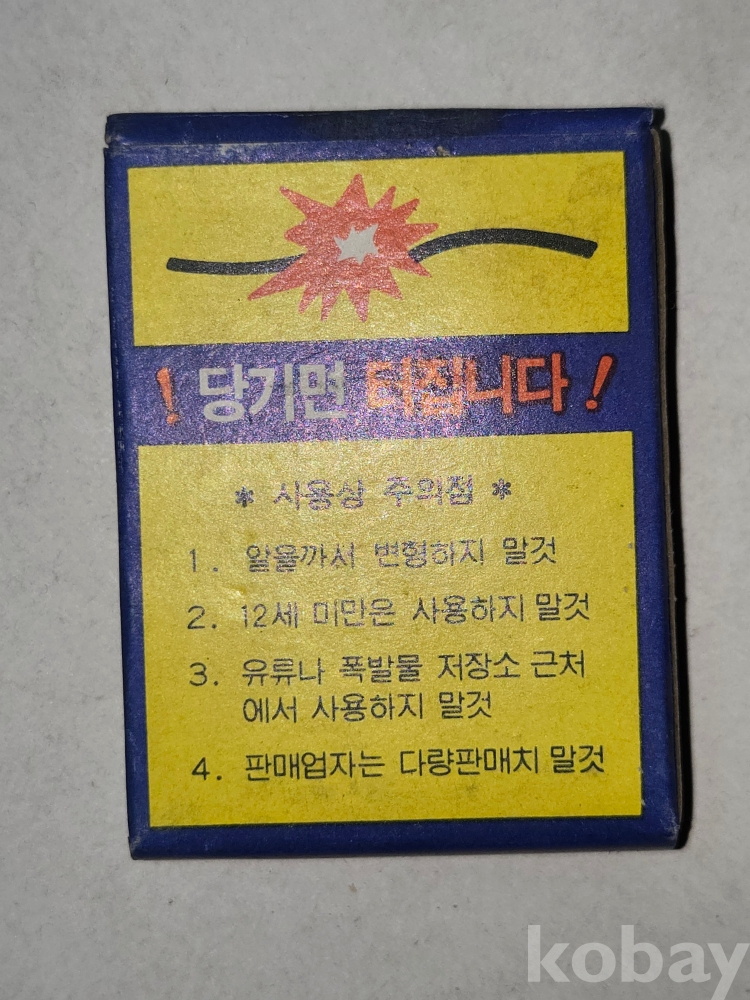 ! 당기면 터집니다 !
* 사용상 주의점 *
1. 알을까서 변형하지 말것
2. 12세 미만은 사용하지 말것
3. 유류나 폭발물 저장소 근처
에서 사용하지 말것
4. 판매업자는 다량판매치 말것
kobay